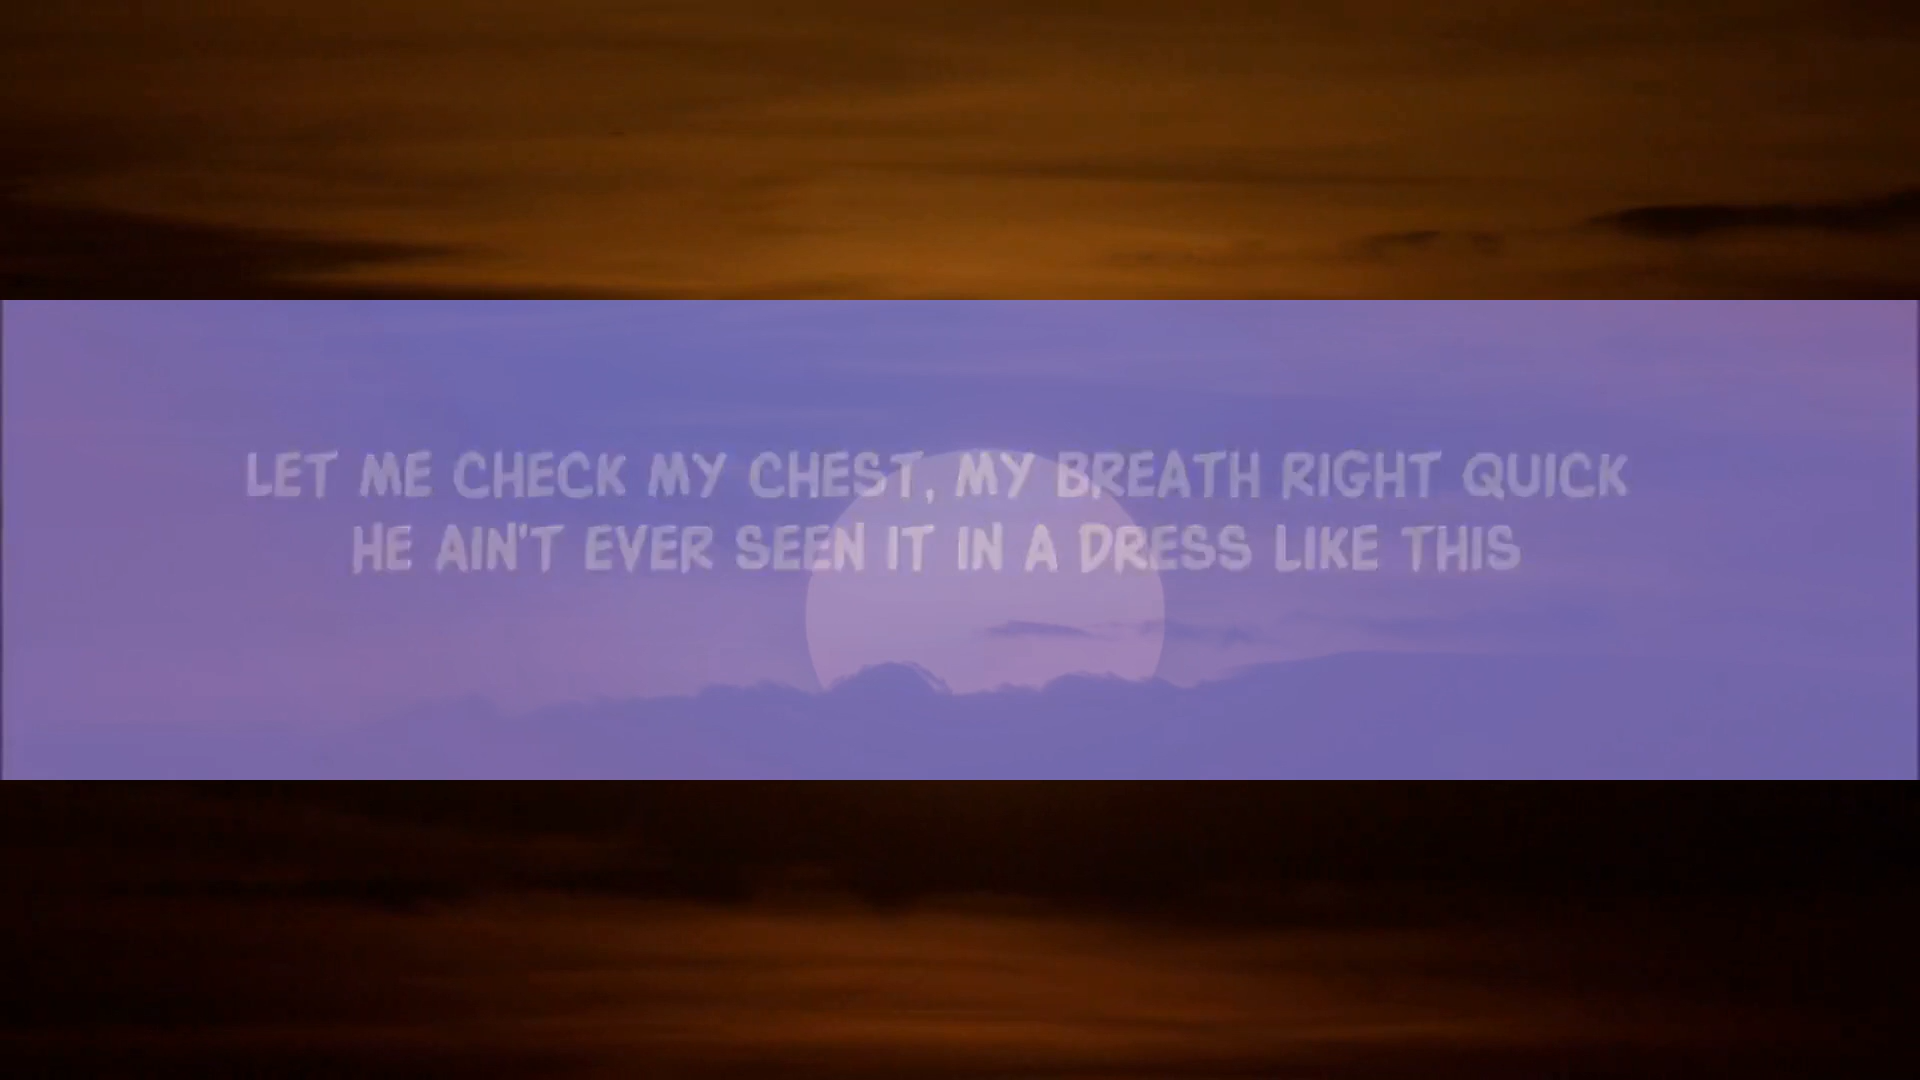 LET ME CHECK MY CHEST, MY BREATH RIGHT QUICK
HE AIN'T EVER SEEN IT IN A DRESS LIKE THIS